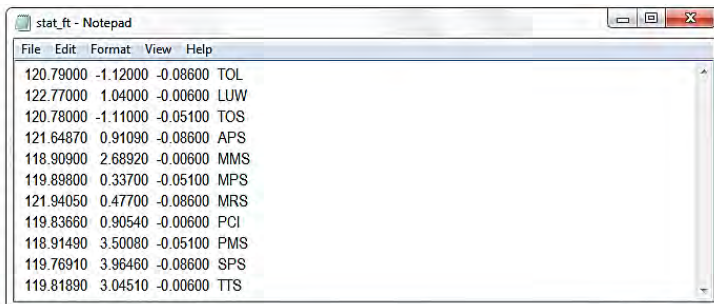 stat_ft - Notepad
File Edit Format View Help
120.79000 -1.12000 -0.08600 TOL
122.77000 1.04000 -0.00600 LUW
120.78000 -1.11000 -0.05100 TOS
121.64870 0.91090 -0.08600 APS
118.90900 2.68920 -0.00600 MMS
119.89800 0.33700 -0.05100 MPS
121.94050 0.47700 -0.08600 MRS
119.83660 0.90540 -0.00600 PCI
118.91490 3.50080 -0.05100 PMS
119.76910 3.96460 -0.08600 SPS
119.81890 3.04510 -0.00600 TTS